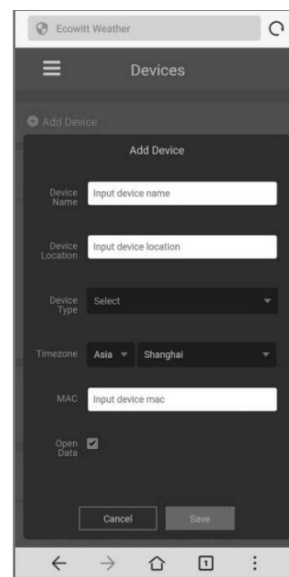 Ecowitt Weather
Devices
Add Device
Add Device
Device Name
Input device name
Device Location
Input device location
Device Type
Select
Timezone
Asia
Shanghai
MAC
Input device mac
Open Data
Cancel
Save
1